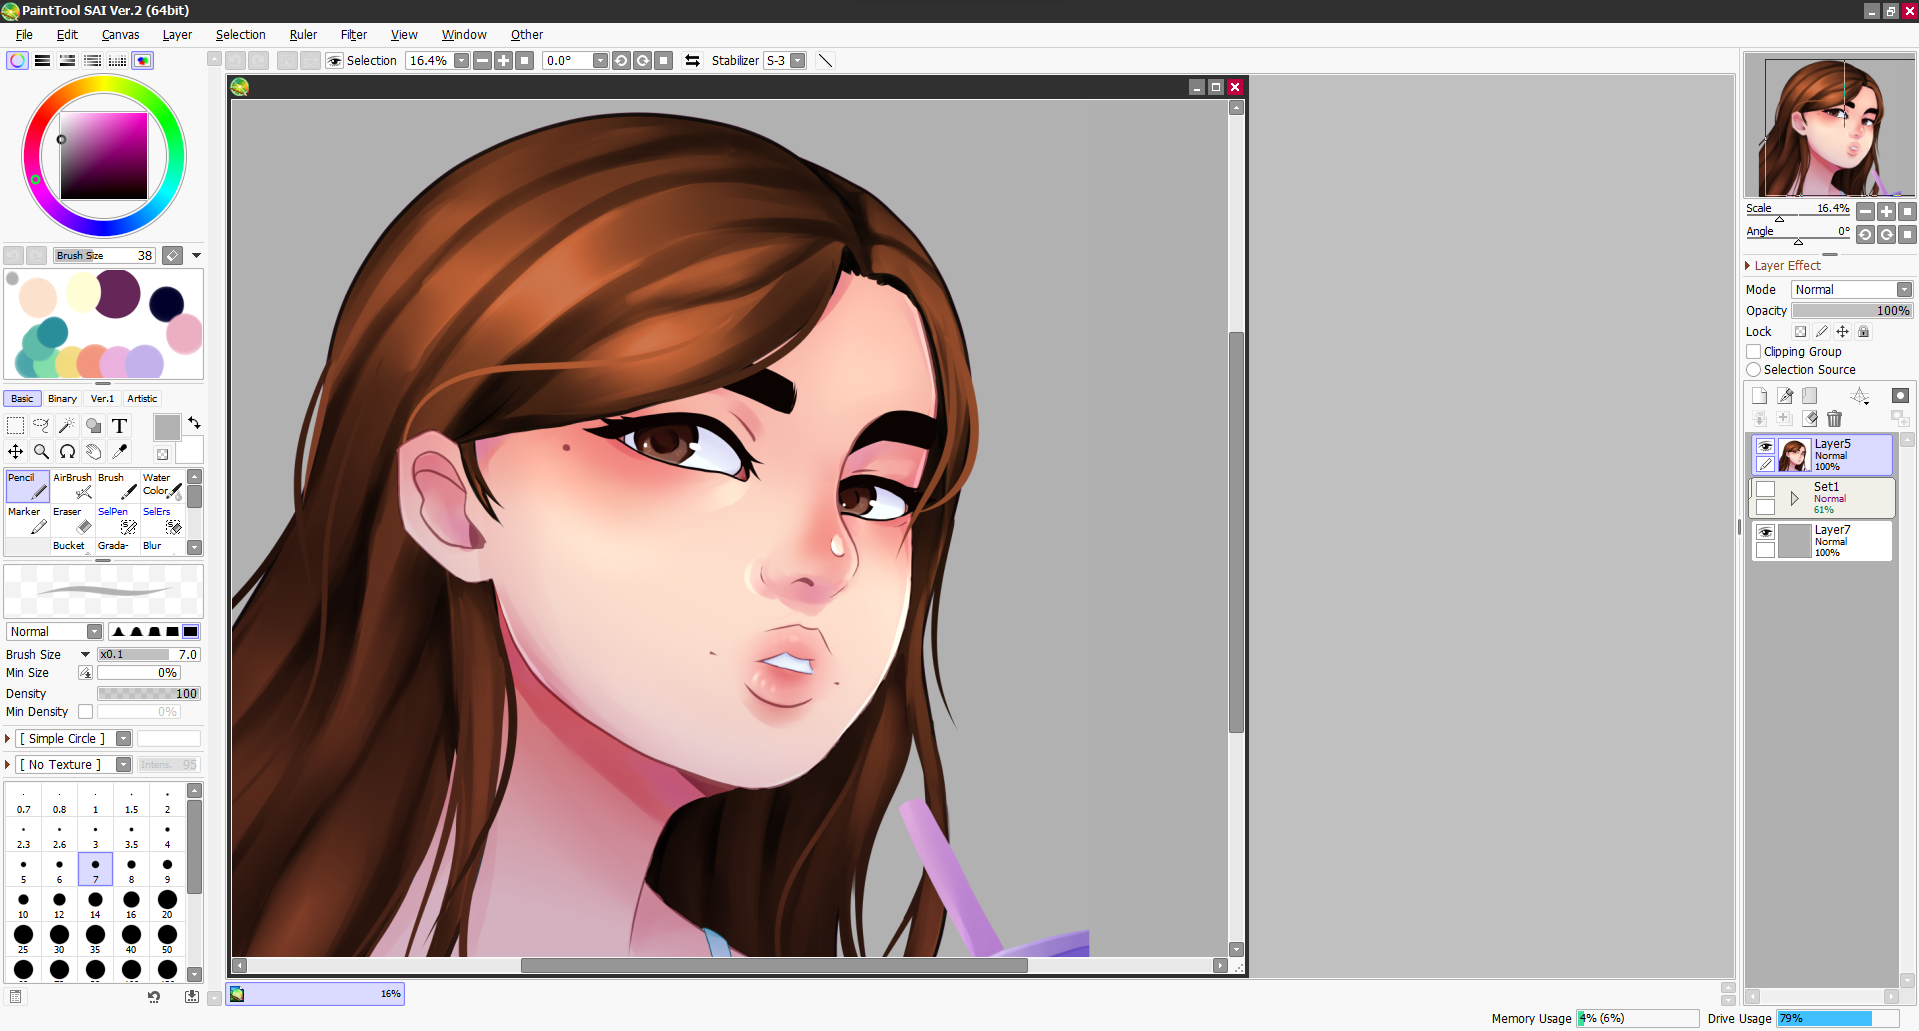 PaintTool SAI Ver.2 (64bit)
File Edit Canvas Layer Selection Ruler Filter View Window Other
Selection 16.4% 0.0° Stabilizer S-3
Brush Size 38
Basic Binary Ver.1 Artistic
T
Pencil AirBrush Brush Water Color
Marker Eraser SelPen SelErs
Bucket Grada- Blur
Normal
Brush Size x0.1 7.0
Min Size 0%
Density 100
Min Density 0%
[ Simple Circle ]
[ No Texture ] Intens. 95
0.7 0.8 1 1.5 2
2.3 2.6 3 3.5 4
5 6 7 8 9
10 12 14 16 20
25 30 35 40 50
16%
Scale 16.4%
Angle 0°
Layer Effect
Mode Normal
Opacity 100%
Lock
Clipping Group
Selection Source
Layer5
Normal
100%
Set1
Normal
61%
Layer7
Normal
100%
Memory Usage 4% (6%) Drive Usage 79%